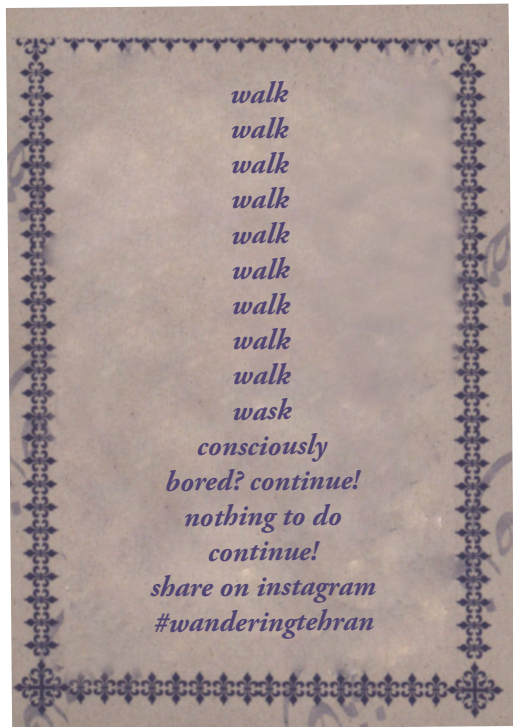 walk
walk
walk
walk
walk
walk
walk
walk
walk
wask
consciously
bored? continue!
nothing to do
continue!
share on instagram
#wanderingtehran